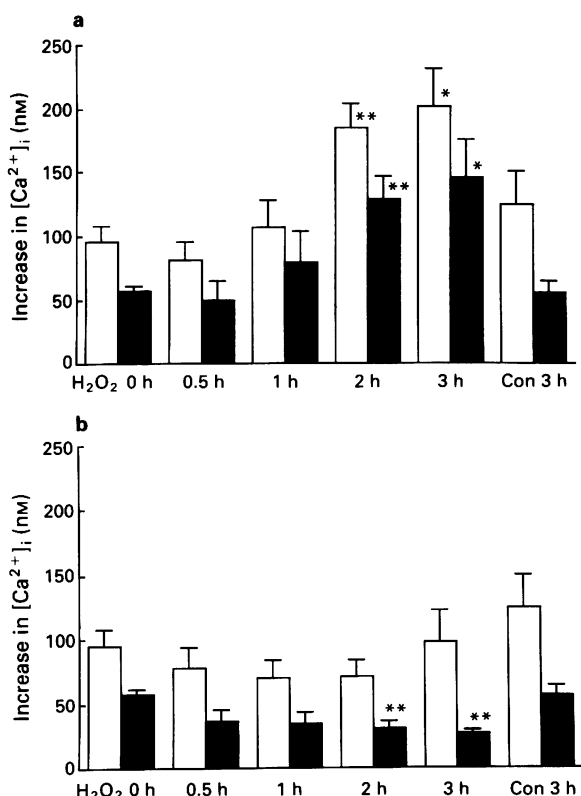 a
Increase in [Ca²⁺]ᵢ (nM)
250
200
150
100
50
0
** ** * *
H₂O₂ 0 h 0.5 h 1 h 2 h 3 h Con 3 h
b
Increase in [Ca²⁺]ᵢ (nM)
250
200
150
100
50
0
** **
H₂O₂ 0 h 0.5 h 1 h 2 h 3 h Con 3 h